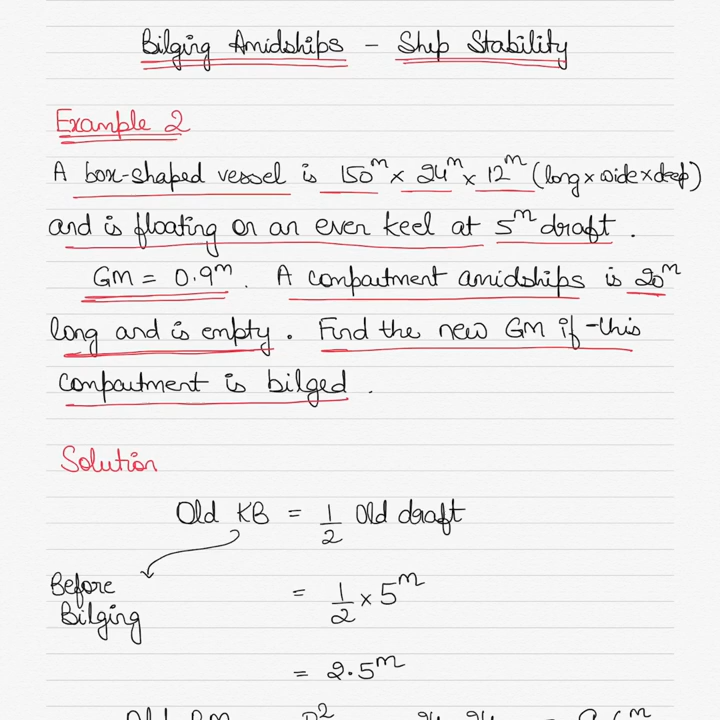 Bilging Amidships - Ship Stability
Example 2
A box-shaped vessel is 150m x 24m x 12m (long x wide x deep)
and is floating on an even keel at 5m draft.
GM = 0.9m. A compartment amidships is 20m
long and is empty. Find the new GM if this
compartment is bilged.
Solution
Old KB = 1/2 Old draft
Before
Bilging
= 1/2 x 5m
= 2.5m